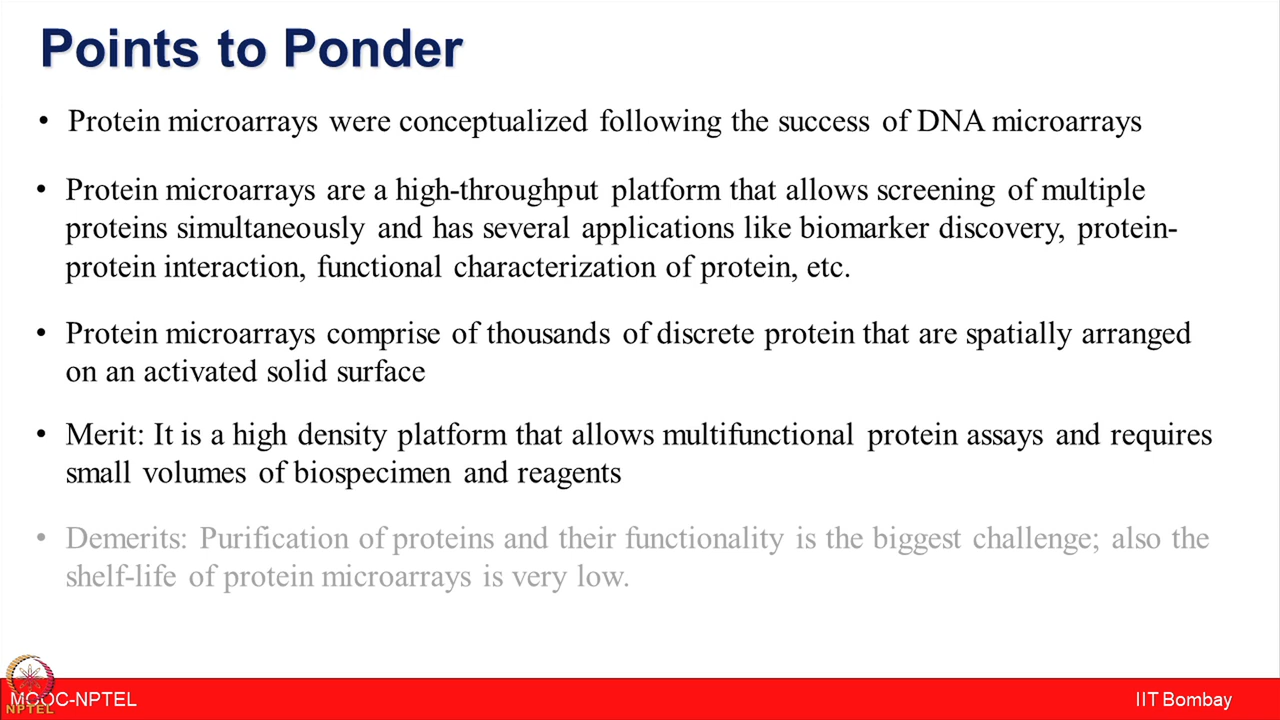 Points to Ponder
• Protein microarrays were conceptualized following the success of DNA microarrays
• Protein microarrays are a high-throughput platform that allows screening of multiple
proteins simultaneously and has several applications like biomarker discovery, protein-
protein interaction, functional characterization of protein, etc.
• Protein microarrays comprise of thousands of discrete protein that are spatially arranged
on an activated solid surface
• Merit: It is a high density platform that allows multifunctional protein assays and requires
small volumes of biospecimen and reagents
• Demerits: Purification of proteins and their functionality is the biggest challenge; also the
shelf-life of protein microarrays is very low.
MOOC-NPTEL
NPTEL
IIT Bombay